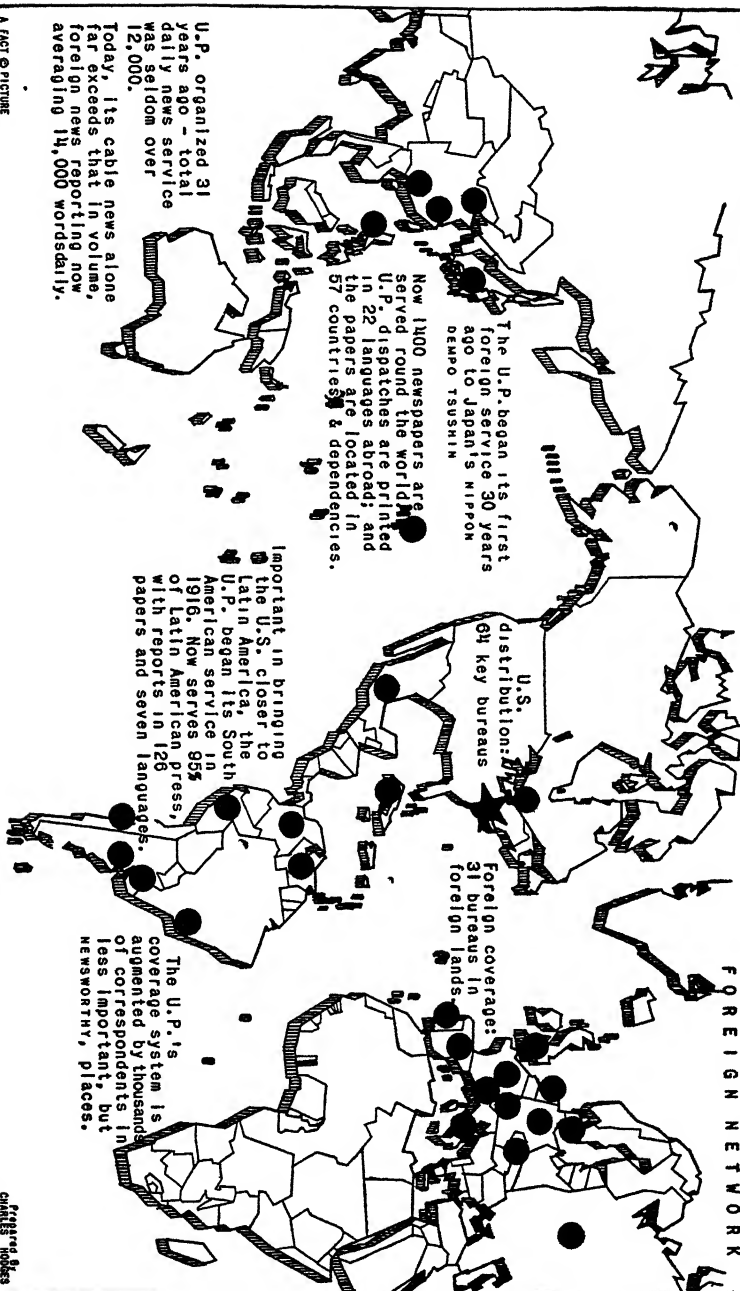 FOREIGN NETWORK
The U.P. began its first
foreign service 30 years
ago to Japan's NIPPON
DEMPO TSUSHIN
Now 1400 newspapers are
served round the world.
U.P. dispatches are printed
in 22 languages abroad; and
the papers are located in
57 countries & dependencies.
U.P. organized 31
years ago - total
daily news service
was seldom over
12,000.
Today, its cable news alone
far exceeds that in volume,
foreign news reporting now
averaging 14,000 wordsdaily.
U.S.
distribution:
64 key bureaus
Important in bringing
the U.S. closer to
Latin America, the
U.P. began its South
American service in
1916. Now serves 95%
of Latin American press,
with reports in 126
papers and seven languages.
Foreign coverage:
31 bureaus in
foreign lands.
The U.P.'s
coverage system is
augmented by thousands
of correspondents in
less important, but
NEWSWORTHY, places.
A FACT © PICTURE
Prepared By
CHARLES HODGES